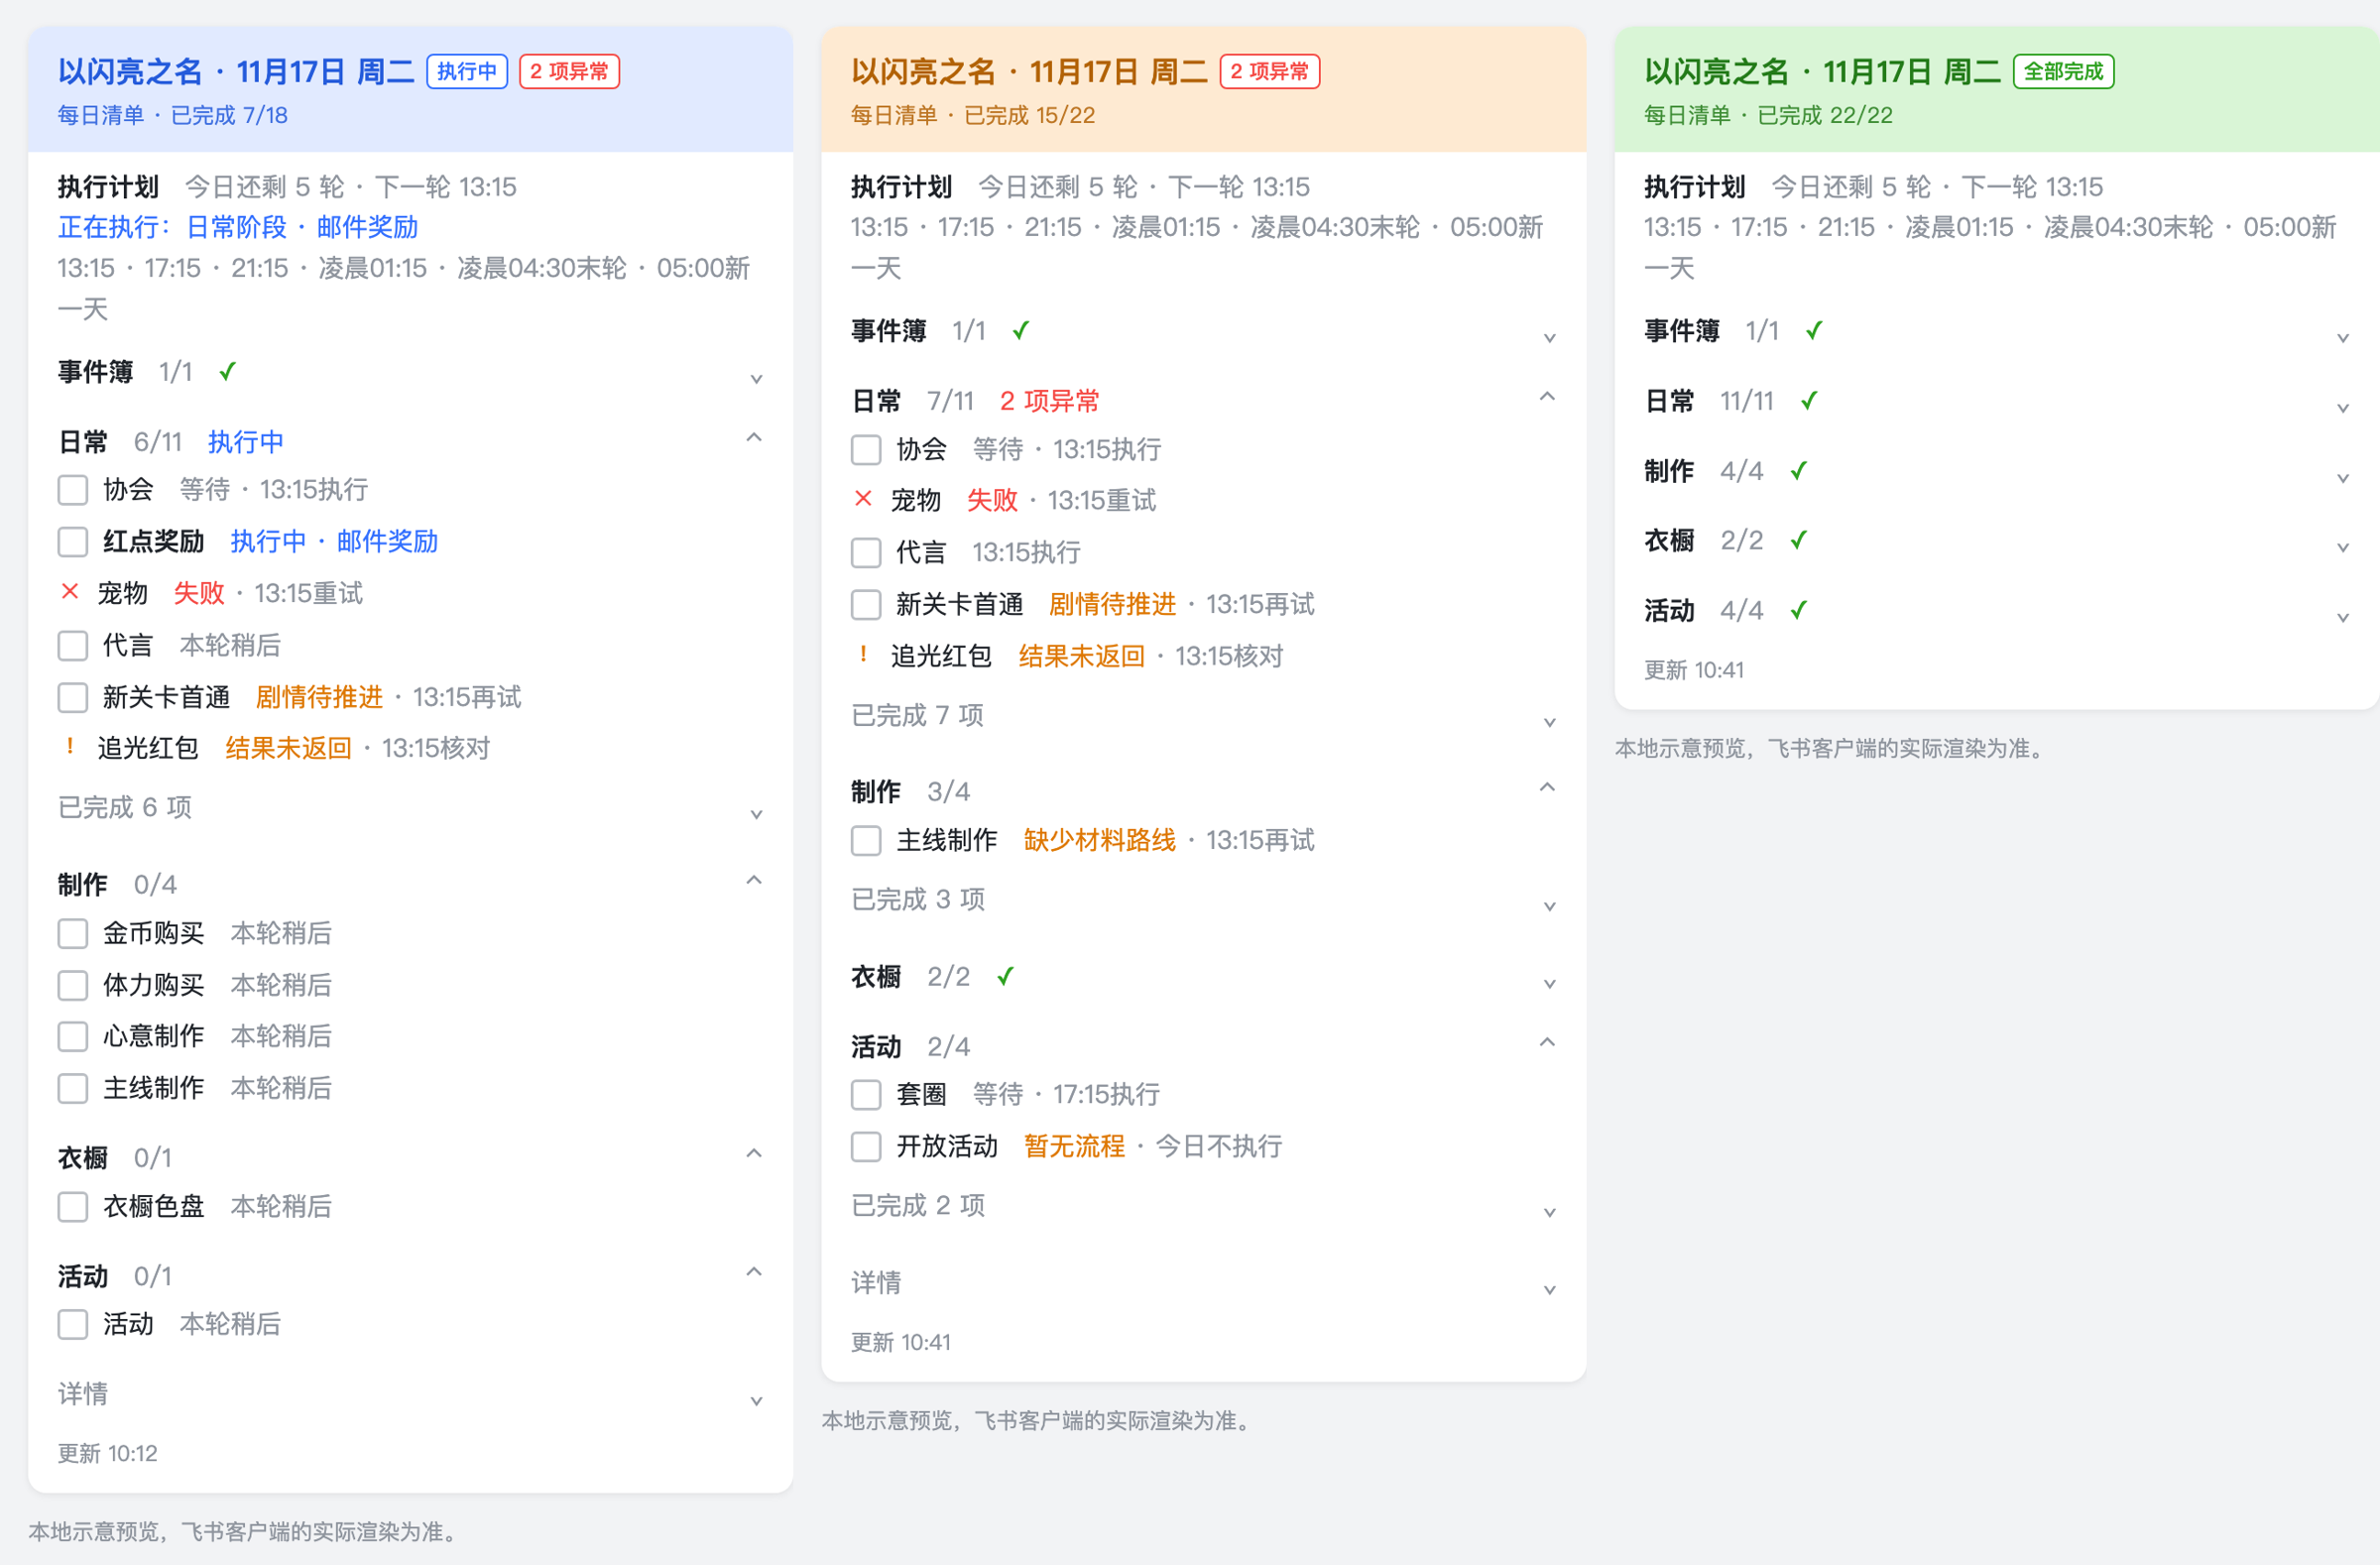 以闪亮之名 · 11月17日 周二 执行中 2 项异常
每日清单 · 已完成 7/18
执行计划 今日还剩 5 轮 · 下一轮 13:15
正在执行：日常阶段 · 邮件奖励
13:15 · 17:15 · 21:15 · 凌晨01:15 · 凌晨04:30末轮 · 05:00新
一天
事件簿 1/1 ✓
日常 6/11 执行中
协会 等待 · 13:15执行
红点奖励 执行中 · 邮件奖励
× 宠物 失败 · 13:15重试
代言 本轮稍后
新关卡首通 剧情待推进 · 13:15再试
! 追光红包 结果未返回 · 13:15核对
已完成 6 项
制作 0/4
金币购买 本轮稍后
体力购买 本轮稍后
心意制作 本轮稍后
主线制作 本轮稍后
衣橱 0/1
衣橱色盘 本轮稍后
活动 0/1
活动 本轮稍后
详情
更新 10:12
本地示意预览，飞书客户端的实际渲染为准。
以闪亮之名 · 11月17日 周二 2 项异常
每日清单 · 已完成 15/22
执行计划 今日还剩 5 轮 · 下一轮 13:15
13:15 · 17:15 · 21:15 · 凌晨01:15 · 凌晨04:30末轮 · 05:00新
一天
事件簿 1/1 ✓
日常 7/11 2 项异常
协会 等待 · 13:15执行
× 宠物 失败 · 13:15重试
代言 13:15执行
新关卡首通 剧情待推进 · 13:15再试
! 追光红包 结果未返回 · 13:15核对
已完成 7 项
制作 3/4
主线制作 缺少材料路线 · 13:15再试
已完成 3 项
衣橱 2/2 ✓
活动 2/4
套圈 等待 · 17:15执行
开放活动 暂无流程 · 今日不执行
已完成 2 项
详情
更新 10:41
本地示意预览，飞书客户端的实际渲染为准。
以闪亮之名 · 11月17日 周二 全部完成
每日清单 · 已完成 22/22
执行计划 今日还剩 5 轮 · 下一轮 13:15
13:15 · 17:15 · 21:15 · 凌晨01:15 · 凌晨04:30末轮 · 05:00新
一天
事件簿 1/1 ✓
日常 11/11 ✓
制作 4/4 ✓
衣橱 2/2 ✓
活动 4/4 ✓
更新 10:41
本地示意预览，飞书客户端的实际渲染为准。